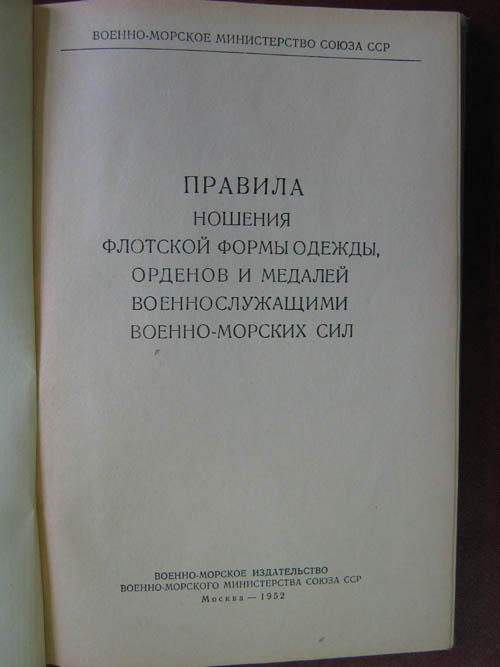 ВОЕННО-МОРСКОЕ МИНИСТЕРСТВО СОЮЗА ССР
ПРАВИЛА
НОШЕНИЯ
ФЛОТСКОЙ ФОРМЫ ОДЕЖДЫ,
ОРДЕНОВ И МЕДАЛЕЙ
ВОЕННОСЛУЖАЩИМИ
ВОЕННО-МОРСКИХ СИЛ
ВОЕННО-МОРСКОЕ ИЗДАТЕЛЬСТВО
ВОЕННО-МОРСКОГО МИНИСТЕРСТВА СОЮЗА ССР
Москва — 1952